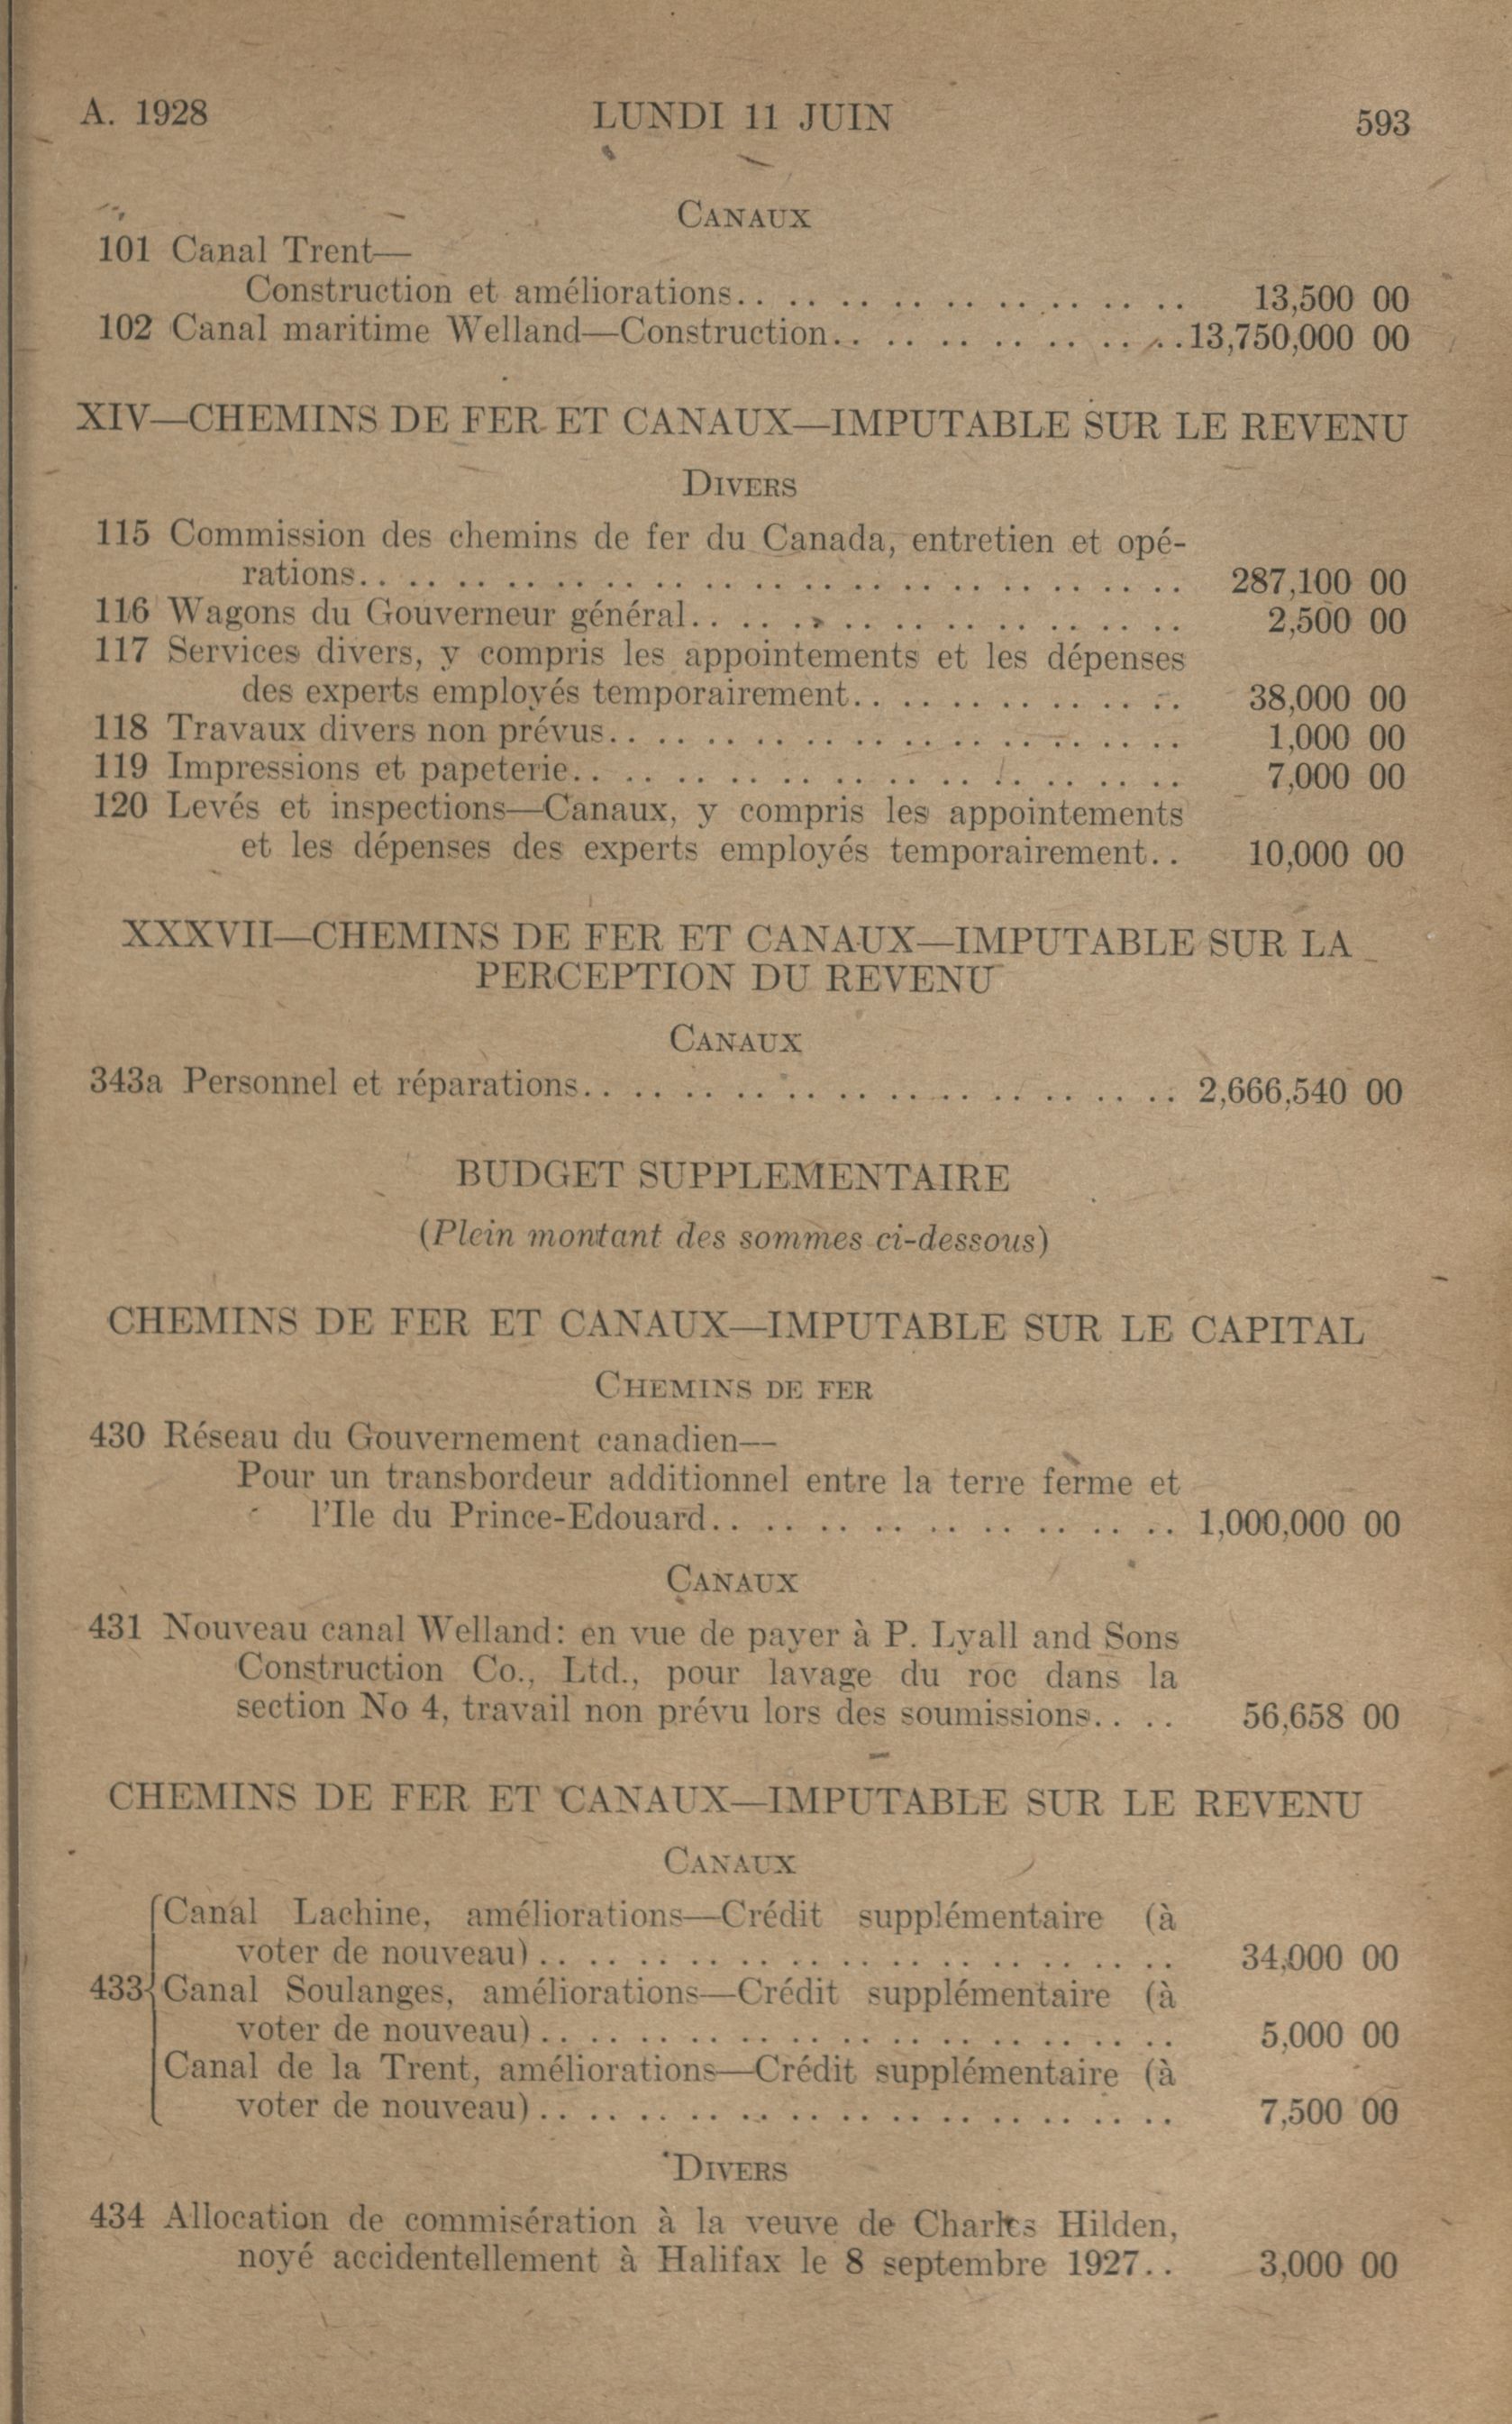 A. 1928 LUNDI 11 JUIN 593
CANAUX
101 Canal Trent—
Construction et améliorations.. .. .. .. .. .. .. .. .. 13,500 00
102 Canal maritime Welland—Construction.. .. .. .. .. .. ..13,750,000 00
XIV—CHEMINS DE FER ET CANAUX—IMPUTABLE SUR LE REVENU
DIVERS
115 Commission des chemins de fer du Canada, entretien et opé-
rations.. .. .. .. .. .. .. .. .. .. .. .. .. .. .. .. .. 287,100 00
116 Wagons du Gouverneur général.. .. .. .. .. .. .. .. .. .. 2,500 00
117 Services divers, y compris les appointements et les dépenses
des experts employés temporairement.. .. .. .. .. .. .. 38,000 00
118 Travaux divers non prévus.. .. .. .. .. .. .. .. .. .. .. .. 1,000 00
119 Impressions et papeterie.. .. .. .. .. .. .. .. .. .. .. .. 7,000 00
120 Levés et inspections—Canaux, y compris les appointements
et les dépenses des experts employés temporairement.. 10,000 00
XXXVII—CHEMINS DE FER ET CANAUX—IMPUTABLE SUR LA
PERCEPTION DU REVENU
CANAUX
343a Personnel et réparations.. .. .. .. .. .. .. .. .. .. .. .. 2,666,540 00
BUDGET SUPPLEMENTAIRE
(Plein montant des sommes ci-dessous)
CHEMINS DE FER ET CANAUX—IMPUTABLE SUR LE CAPITAL
CHEMINS DE FER
430 Réseau du Gouvernement canadien—
Pour un transbordeur additionnel entre la terre ferme et
l'Ile du Prince-Edouard.. .. .. .. .. .. .. .. .. 1,000,000 00
CANAUX
431 Nouveau canal Welland: en vue de payer à P. Lyall and Sons
Construction Co., Ltd., pour lavage du roc dans la
section No 4, travail non prévu lors des soumissions.. .. 56,658 00
CHEMINS DE FER ET CANAUX—IMPUTABLE SUR LE REVENU
CANAUX
Canal Lachine, améliorations—Crédit supplémentaire (à
voter de nouveau).. .. .. .. .. .. .. .. .. .. .. .. .. 34,000 00
433 Canal Soulanges, améliorations—Crédit supplémentaire (à
voter de nouveau).. .. .. .. .. .. .. .. .. .. .. .. .. 5,000 00
Canal de la Trent, améliorations—Crédit supplémentaire (à
voter de nouveau).. .. .. .. .. .. .. .. .. .. .. .. .. 7,500 00
DIVERS
434 Allocation de commisération à la veuve de Charles Hilden,
noyé accidentellement à Halifax le 8 septembre 1927.. 3,000 00